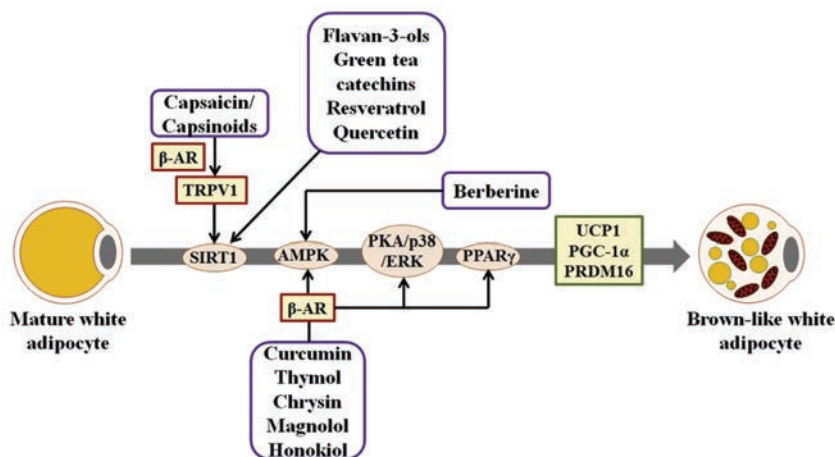 Flavan-3-ols
Green tea
catechins
Resveratrol
Quercetin
Capsaicin/
Capsinoids
β-AR
TRPV1
Berberine
SIRT1
AMPK
PKA/p38
/ERK
PPARγ
UCP1
PGC-1α
PRDM16
Mature white
adipocyte
β-AR
Brown-like white
adipocyte
Curcumin
Thymol
Chrysin
Magnolol
Honokiol